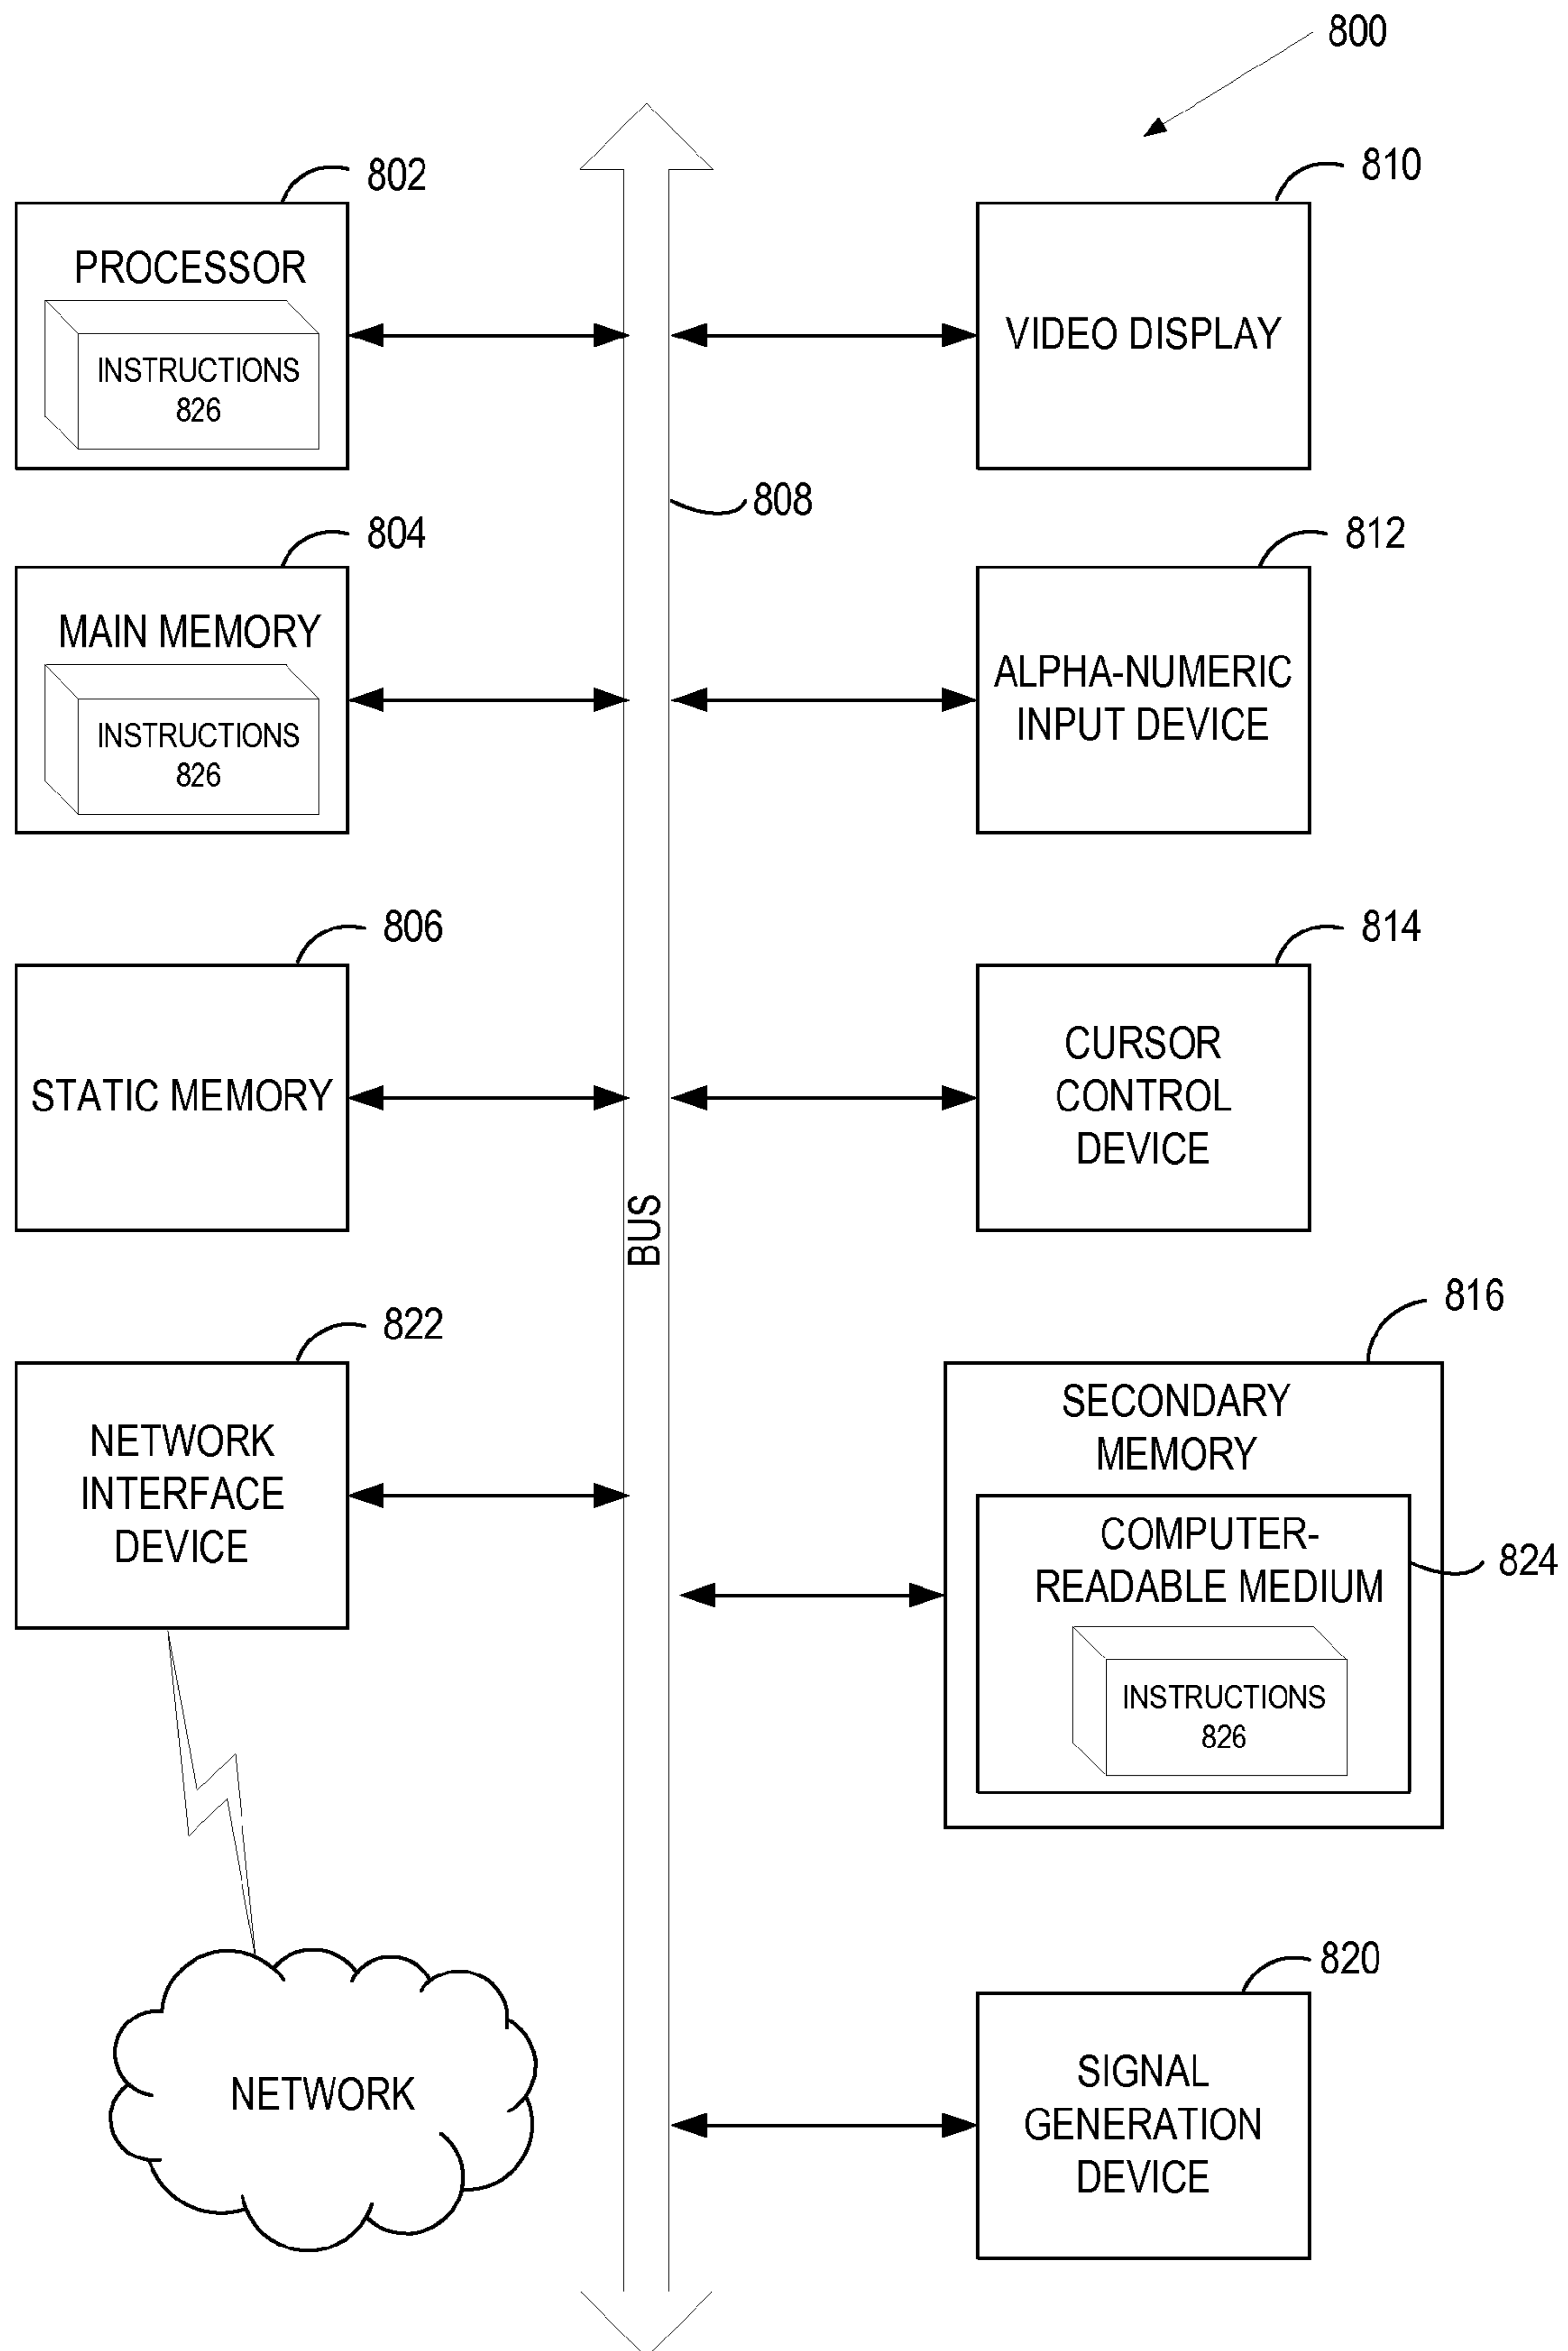 800
802
PROCESSOR
INSTRUCTIONS
826
810
VIDEO DISPLAY
808
804
MAIN MEMORY
INSTRUCTIONS
826
812
ALPHA-NUMERIC
INPUT DEVICE
806
STATIC MEMORY
814
CURSOR
CONTROL
DEVICE
BUS
822
NETWORK
INTERFACE
DEVICE
816
SECONDARY
MEMORY
COMPUTER-
READABLE MEDIUM
824
INSTRUCTIONS
826
NETWORK
820
SIGNAL
GENERATION
DEVICE